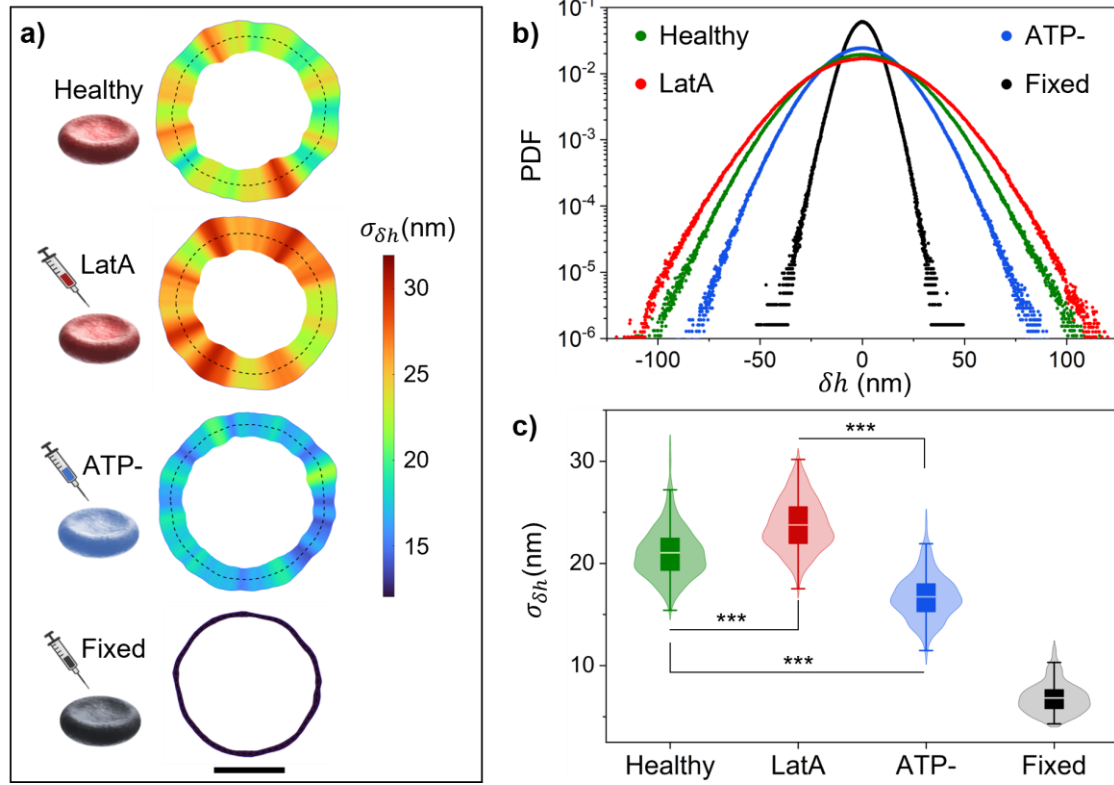 a)
Healthy
LatA
ATP-
Fixed
σδh(nm)
30
25
20
15
b)
Healthy
ATP-
LatA
Fixed
PDF
10⁻¹
10⁻²
10⁻³
10⁻⁴
10⁻⁵
10⁻⁶
-100
-50
0
50
100
δh (nm)
c)
σδh(nm)
30
20
10
***
***
***
Healthy
LatA
ATP-
Fixed